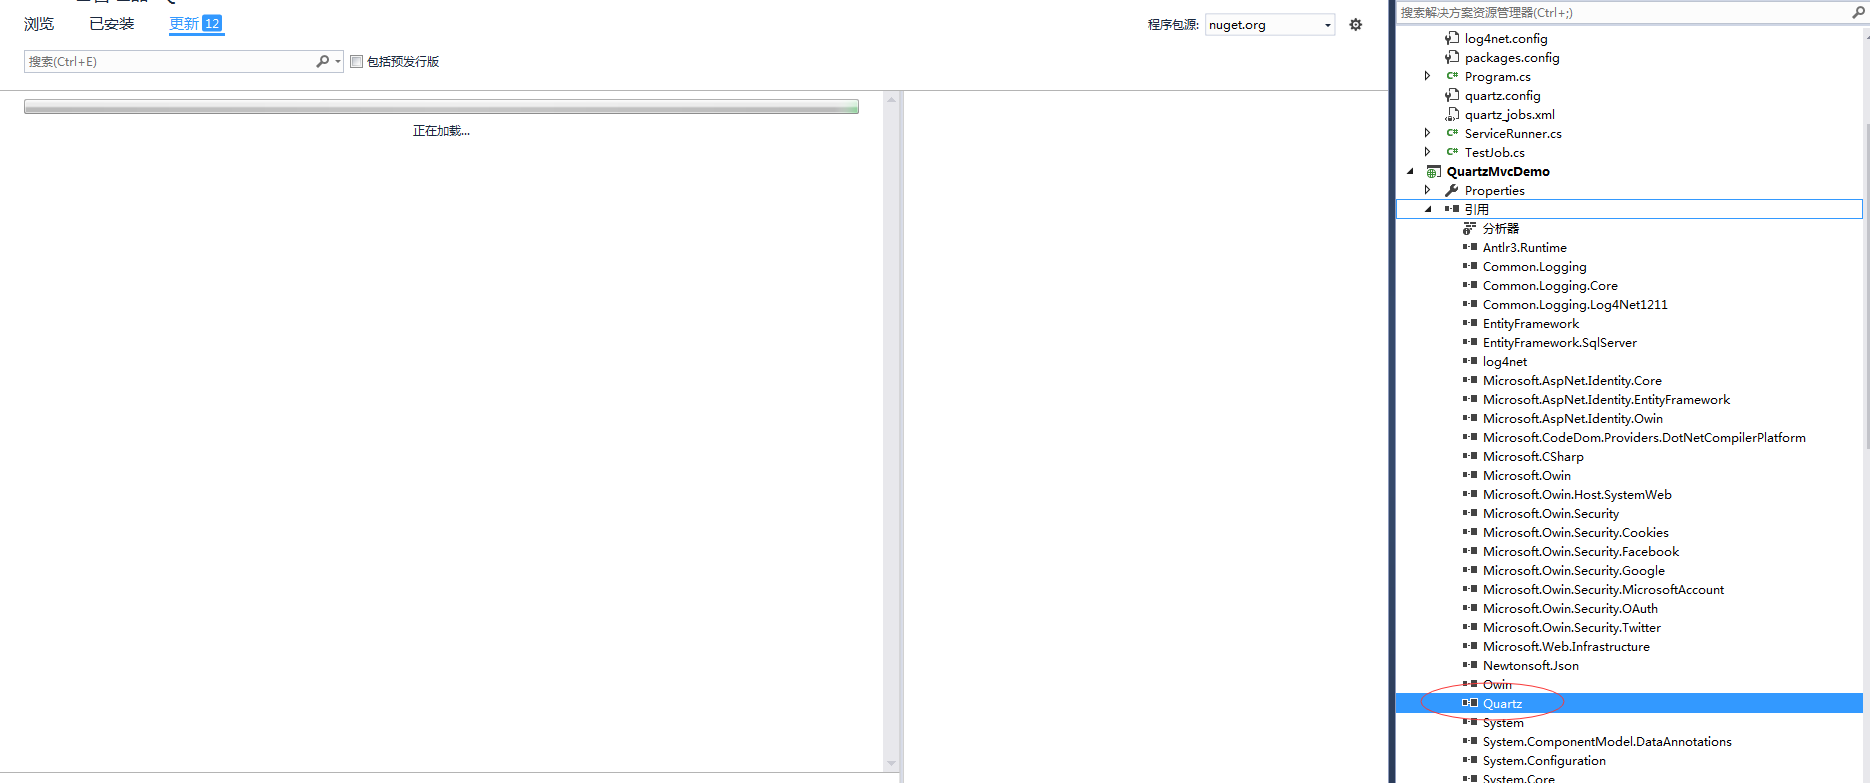 浏览
已安装
更新 12
程序包源: nuget.org
搜索(Ctrl+E)
包括预发行版
正在加载...
搜索解决方案资源管理器(Ctrl+;)
log4net.config
packages.config
C# Program.cs
quartz.config
quartz_jobs.xml
C# ServiceRunner.cs
C# TestJob.cs
QuartzMvcDemo
Properties
引用
分析器
Antlr3.Runtime
Common.Logging
Common.Logging.Core
Common.Logging.Log4Net1211
EntityFramework
EntityFramework.SqlServer
log4net
Microsoft.AspNet.Identity.Core
Microsoft.AspNet.Identity.EntityFramework
Microsoft.AspNet.Identity.Owin
Microsoft.CodeDom.Providers.DotNetCompilerPlatform
Microsoft.CSharp
Microsoft.Owin
Microsoft.Owin.Host.SystemWeb
Microsoft.Owin.Security
Microsoft.Owin.Security.Cookies
Microsoft.Owin.Security.Facebook
Microsoft.Owin.Security.Google
Microsoft.Owin.Security.MicrosoftAccount
Microsoft.Owin.Security.OAuth
Microsoft.Owin.Security.Twitter
Microsoft.Web.Infrastructure
Newtonsoft.Json
Owin
Quartz
System
System.ComponentModel.DataAnnotations
System.Configuration
System.Core